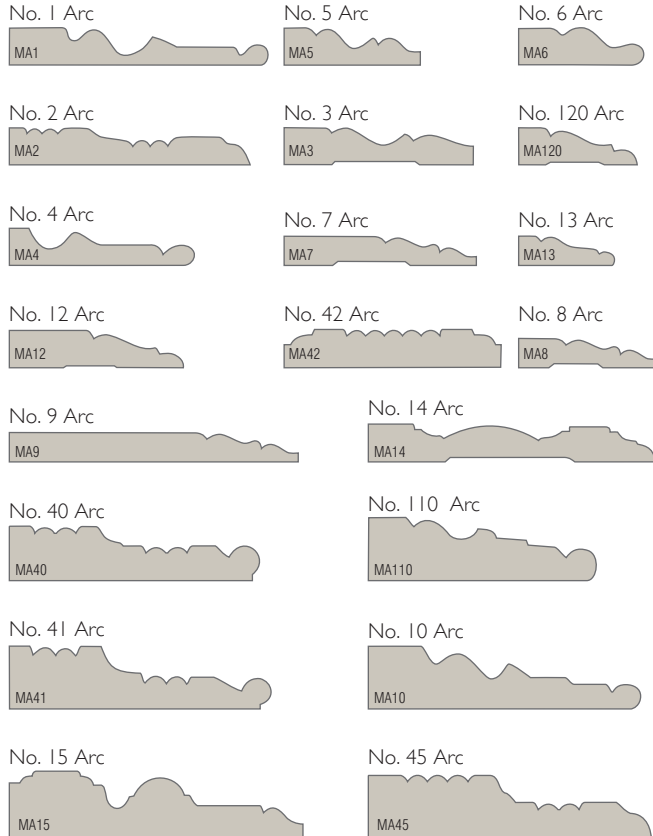 No. 1 Arc
MA1
No. 5 Arc
MA5
No. 6 Arc
MA6
No. 2 Arc
MA2
No. 3 Arc
MA3
No. 120 Arc
MA120
No. 4 Arc
MA4
No. 7 Arc
MA7
No. 13 Arc
MA13
No. 12 Arc
MA12
No. 42 Arc
MA42
No. 8 Arc
MA8
No. 9 Arc
MA9
No. 14 Arc
MA14
No. 40 Arc
MA40
No. 110 Arc
MA110
No. 41 Arc
MA41
No. 10 Arc
MA10
No. 15 Arc
MA15
No. 45 Arc
MA45